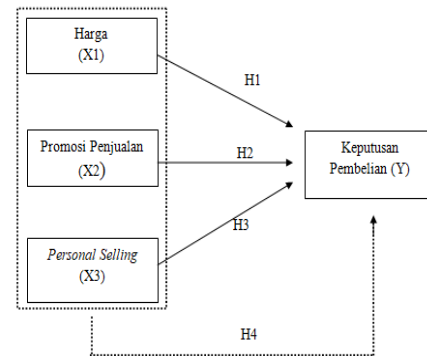 Harga
(X1)
H1
Promosi Penjualan
(X2)
H2
Keputusan
Pembelian (Y)
H3
Personal Selling
(X3)
H4